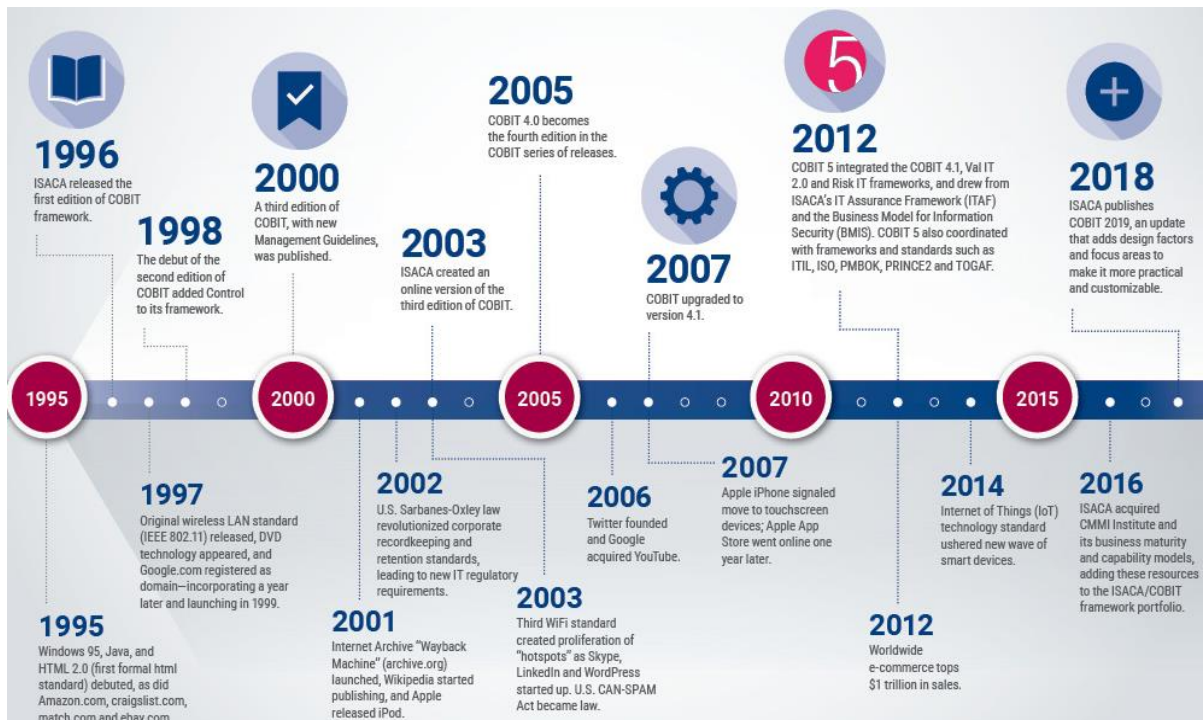 1996
ISACA released the
first edition of COBIT
framework.
1998
The debut of the
second edition of
COBIT added Control
to its framework.
2000
A third edition of
COBIT, with new
Management Guidelines,
was published.
2003
ISACA created an
online version of the
third edition of COBIT.
2005
COBIT 4.0 becomes
the fourth edition in the
COBIT series of releases.
2007
COBIT upgraded to
version 4.1.
5
2012
COBIT 5 integrated the COBIT 4.1, Val IT
2.0 and Risk IT frameworks, and drew from
ISACA's IT Assurance Framework (ITAF)
and the Business Model for Information
Security (BMIS). COBIT 5 also coordinated
with frameworks and standards such as
ITIL, ISO, PMBOK, PRINCE2 and TOGAF.
2018
ISACA publishes
COBIT 2019, an update
that adds design factors
and focus areas to
make it more practical
and customizable.
1995
2000
2005
2010
2015
1995
Windows 95, Java, and
HTML 2.0 (first formal html
standard) debuted, as did
Amazon.com, craigslist.com,
match.com and ebay.com
1997
Original wireless LAN standard
(IEEE 802.11) released, DVD
technology appeared, and
Google.com registered as
domain—incorporating a year
later and launching in 1999.
2001
Internet Archive "Wayback
Machine" (archive.org)
launched, Wikipedia started
publishing, and Apple
released iPod.
2002
U.S. Sarbanes-Oxley law
revolutionized corporate
recordkeeping and
retention standards,
leading to new IT regulatory
requirements.
2003
Third WiFi standard
created proliferation of
"hotspots" as Skype,
LinkedIn and WordPress
started up. U.S. CAN-SPAM
Act became law.
2006
Twitter founded
and Google
acquired YouTube.
2007
Apple iPhone signaled
move to touchscreen
devices; Apple App
Store went online one
year later.
2012
Worldwide
e-commerce tops
$1 trillion in sales.
2014
Internet of Things (IoT)
technology standard
ushered new wave of
smart devices.
2016
ISACA acquired
CMMI Institute and
its business maturity
and capability models,
adding these resources
to the ISACA/COBIT
framework portfolio.